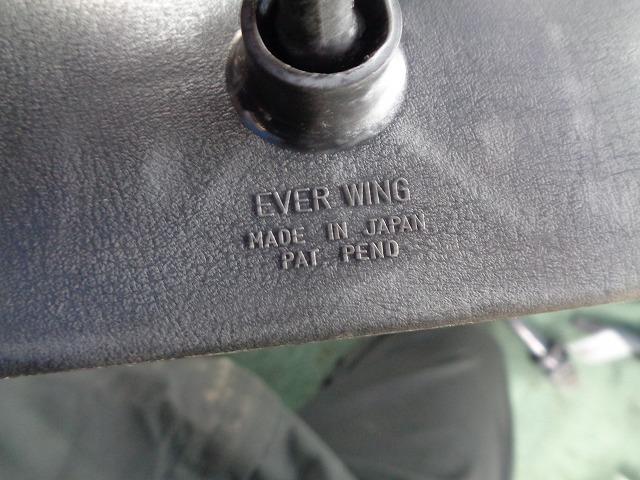 EVER WING
MADE IN JAPAN
PAT. PEND